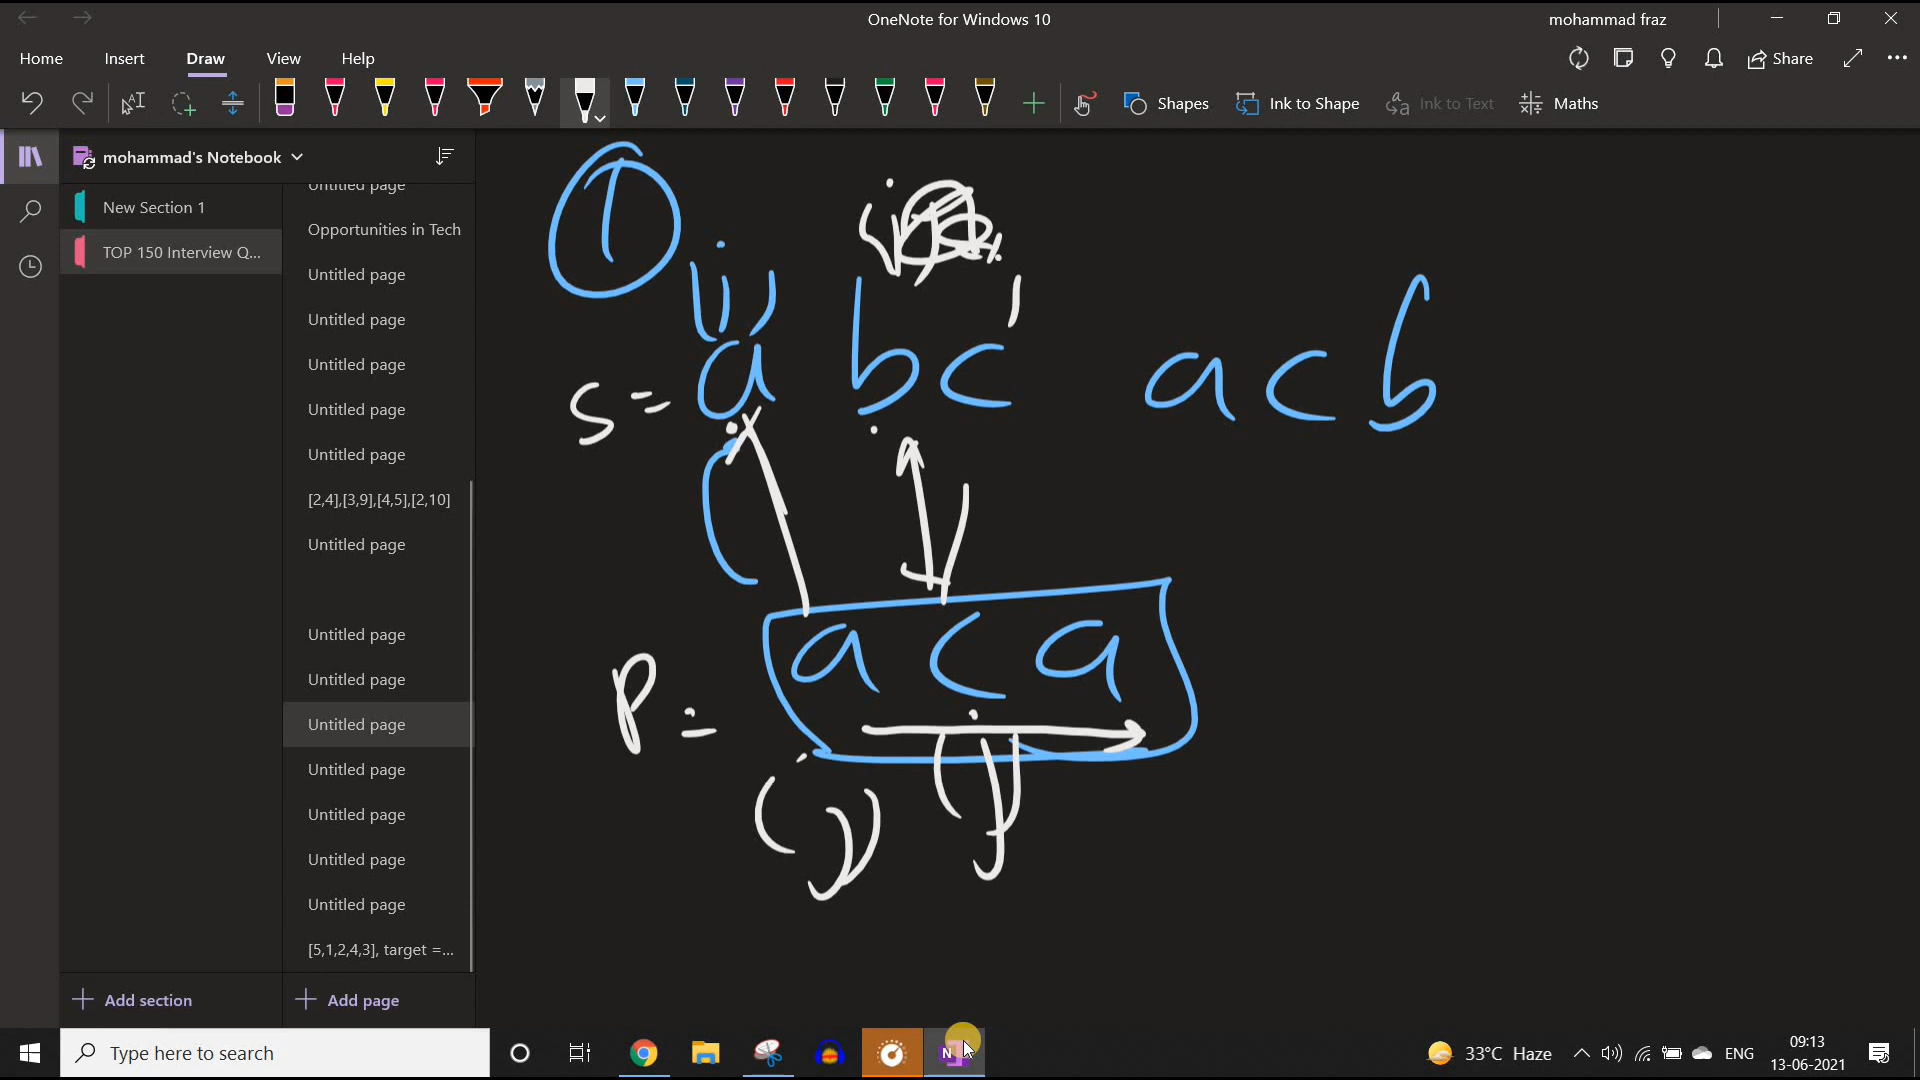 OneNote for Windows 10
mohammad fraz
Home
Insert
Draw
View
Help
Share
Shapes
Ink to Shape
Ink to Text
Maths
mohammad's Notebook
New Section 1
TOP 150 Interview Q...
Untitled page
Opportunities in Tech
Untitled page
Untitled page
Untitled page
Untitled page
Untitled page
[2,4],[3,9],[4,5],[2,10]
Untitled page
Untitled page
Untitled page
Untitled page
Untitled page
Untitled page
Untitled page
Untitled page
[5,1,2,4,3], target =...
Add section
Add page
1
i
s = a bc acb
p = aca
j j
Type here to search
33°C Haze
ENG
09:13
13-06-2021